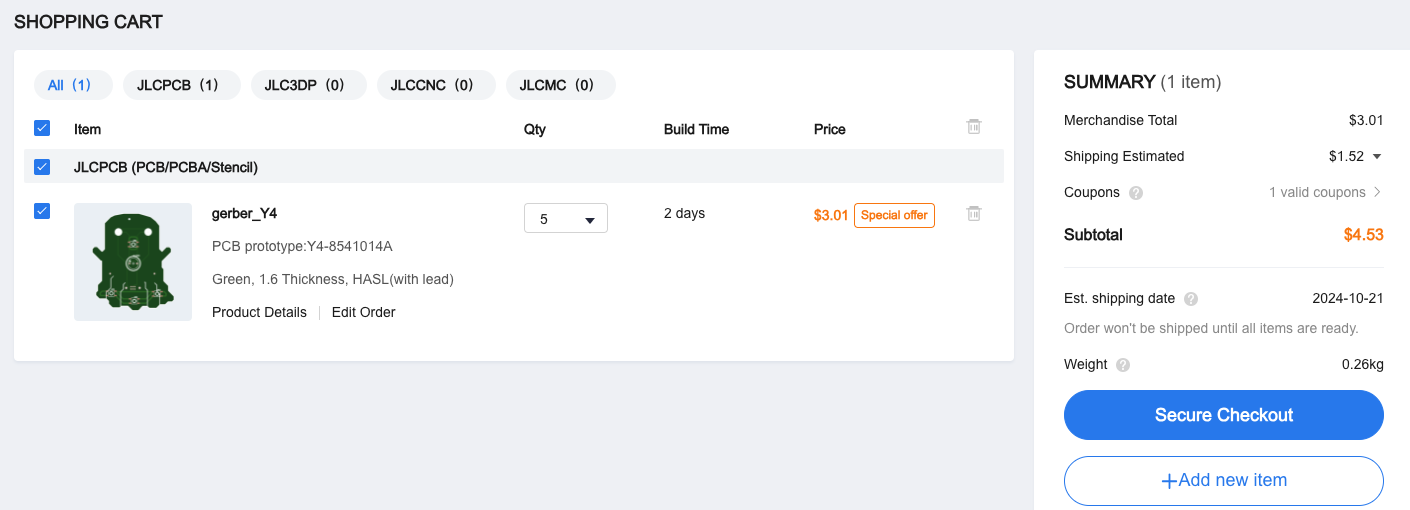 SHOPPING CART
All (1) JLCPCB (1) JLC3DP (0) JLCCNC (0) JLCMC (0)
Item Qty Build Time Price
JLCPCB (PCB/PCBA/Stencil)
gerber_Y4 5 2 days $3.01 Special offer
PCB prototype:Y4-8541014A
Green, 1.6 Thickness, HASL(with lead)
Product Details Edit Order
SUMMARY (1 item)
Merchandise Total $3.01
Shipping Estimated $1.52
Coupons ? 1 valid coupons >
Subtotal $4.53
Est. shipping date ? 2024-10-21
Order won't be shipped until all items are ready.
Weight ? 0.26kg
Secure Checkout
+Add new item